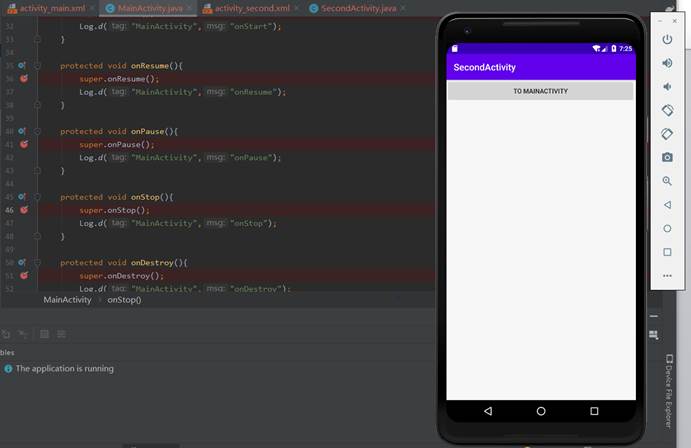 activity_main.xml MainActivity.java activity_second.xml SecondActivity.java
32 Log.d( tag: "MainActivity", msg: "onStart");
33 }
34
35 protected void onResume(){
36 super.onResume();
37 Log.d( tag: "MainActivity", msg: "onResume");
38 }
39
40 protected void onPause(){
41 super.onPause();
42 Log.d( tag: "MainActivity", msg: "onPause");
43 }
44
45 protected void onStop(){
46 super.onStop();
47 Log.d( tag: "MainActivity", msg: "onStop");
48 }
49
50 protected void onDestroy(){
51 super.onDestroy();
52 Log.d( tag: "MainActivity", msg: "onDestroy");
MainActivity › onStop()
bles
The application is running
7:25
SecondActivity
TO MAINACTIVITY
Device File Explorer